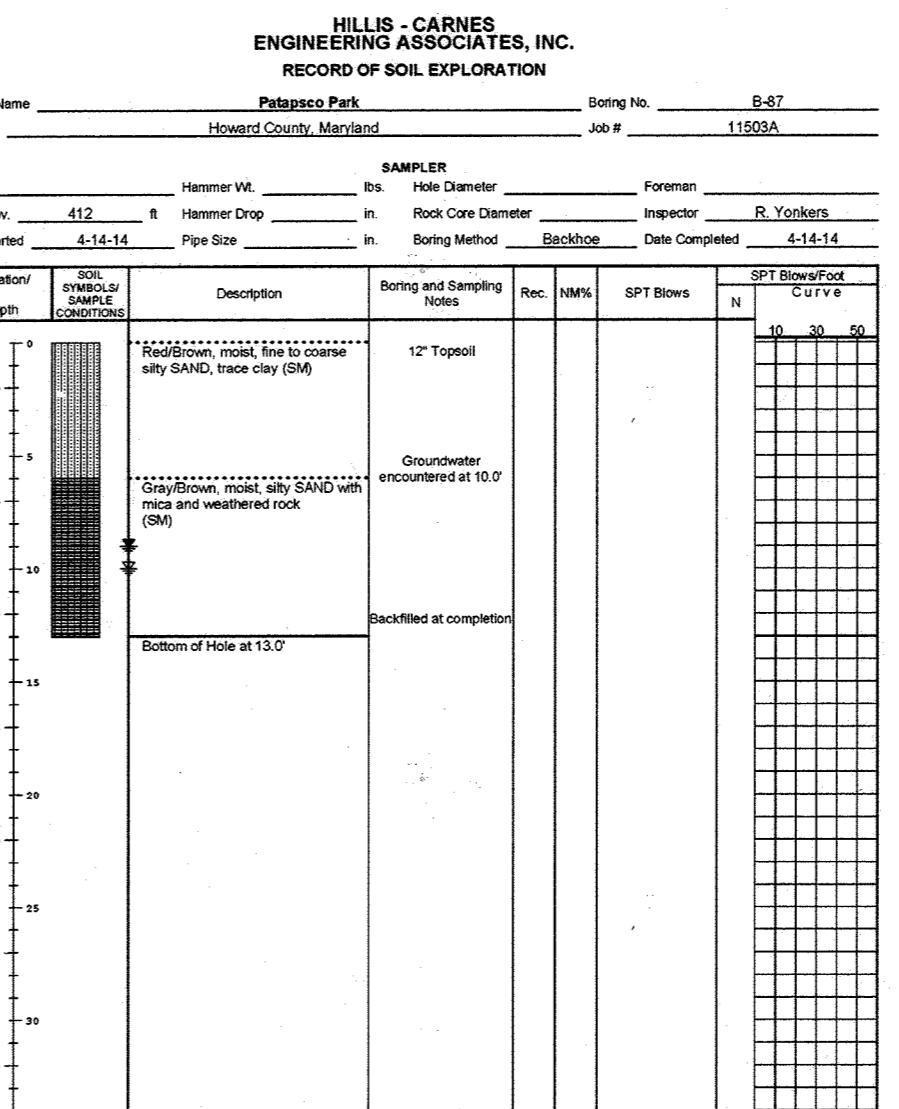 HILLIS - CARNES
ENGINEERING ASSOCIATES, INC.
RECORD OF SOIL EXPLORATION
Name Patapsco Park Boring No. B-87
Howard County, Maryland Job # 11503A
SAMPLER
Hammer Wt. lbs. Hole Diameter Foreman
v. 412 ft Hammer Drop in. Rock Core Diameter Inspector R. Yonkers
rted 4-14-14 Pipe Size in. Boring Method Backhoe Date Completed 4-14-14
ation/
pth
SOIL
SYMBOLS/
SAMPLE
CONDITIONS
Description
Boring and Sampling
Notes
Rec.
NM%
SPT Blows
SPT Blows/Foot
N
Curve
10 30 50
0
Red/Brown, moist, fine to coarse
silty SAND, trace clay (SM)
12" Topsoil
5
Groundwater
encountered at 10.0'
Gray/Brown, moist, silty SAND with
mica and weathered rock
(SM)
10
Backfilled at completion
Bottom of Hole at 13.0'
15
20
25
30